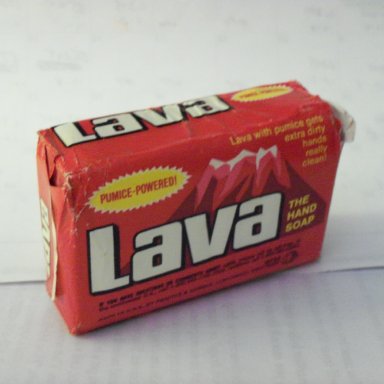 Lava
PUMICE-POWERED!
Lava with pumice gets
extra dirty
hands
really
clean!
PUMICE-POWERED!
Lava
THE
HAND
SOAP